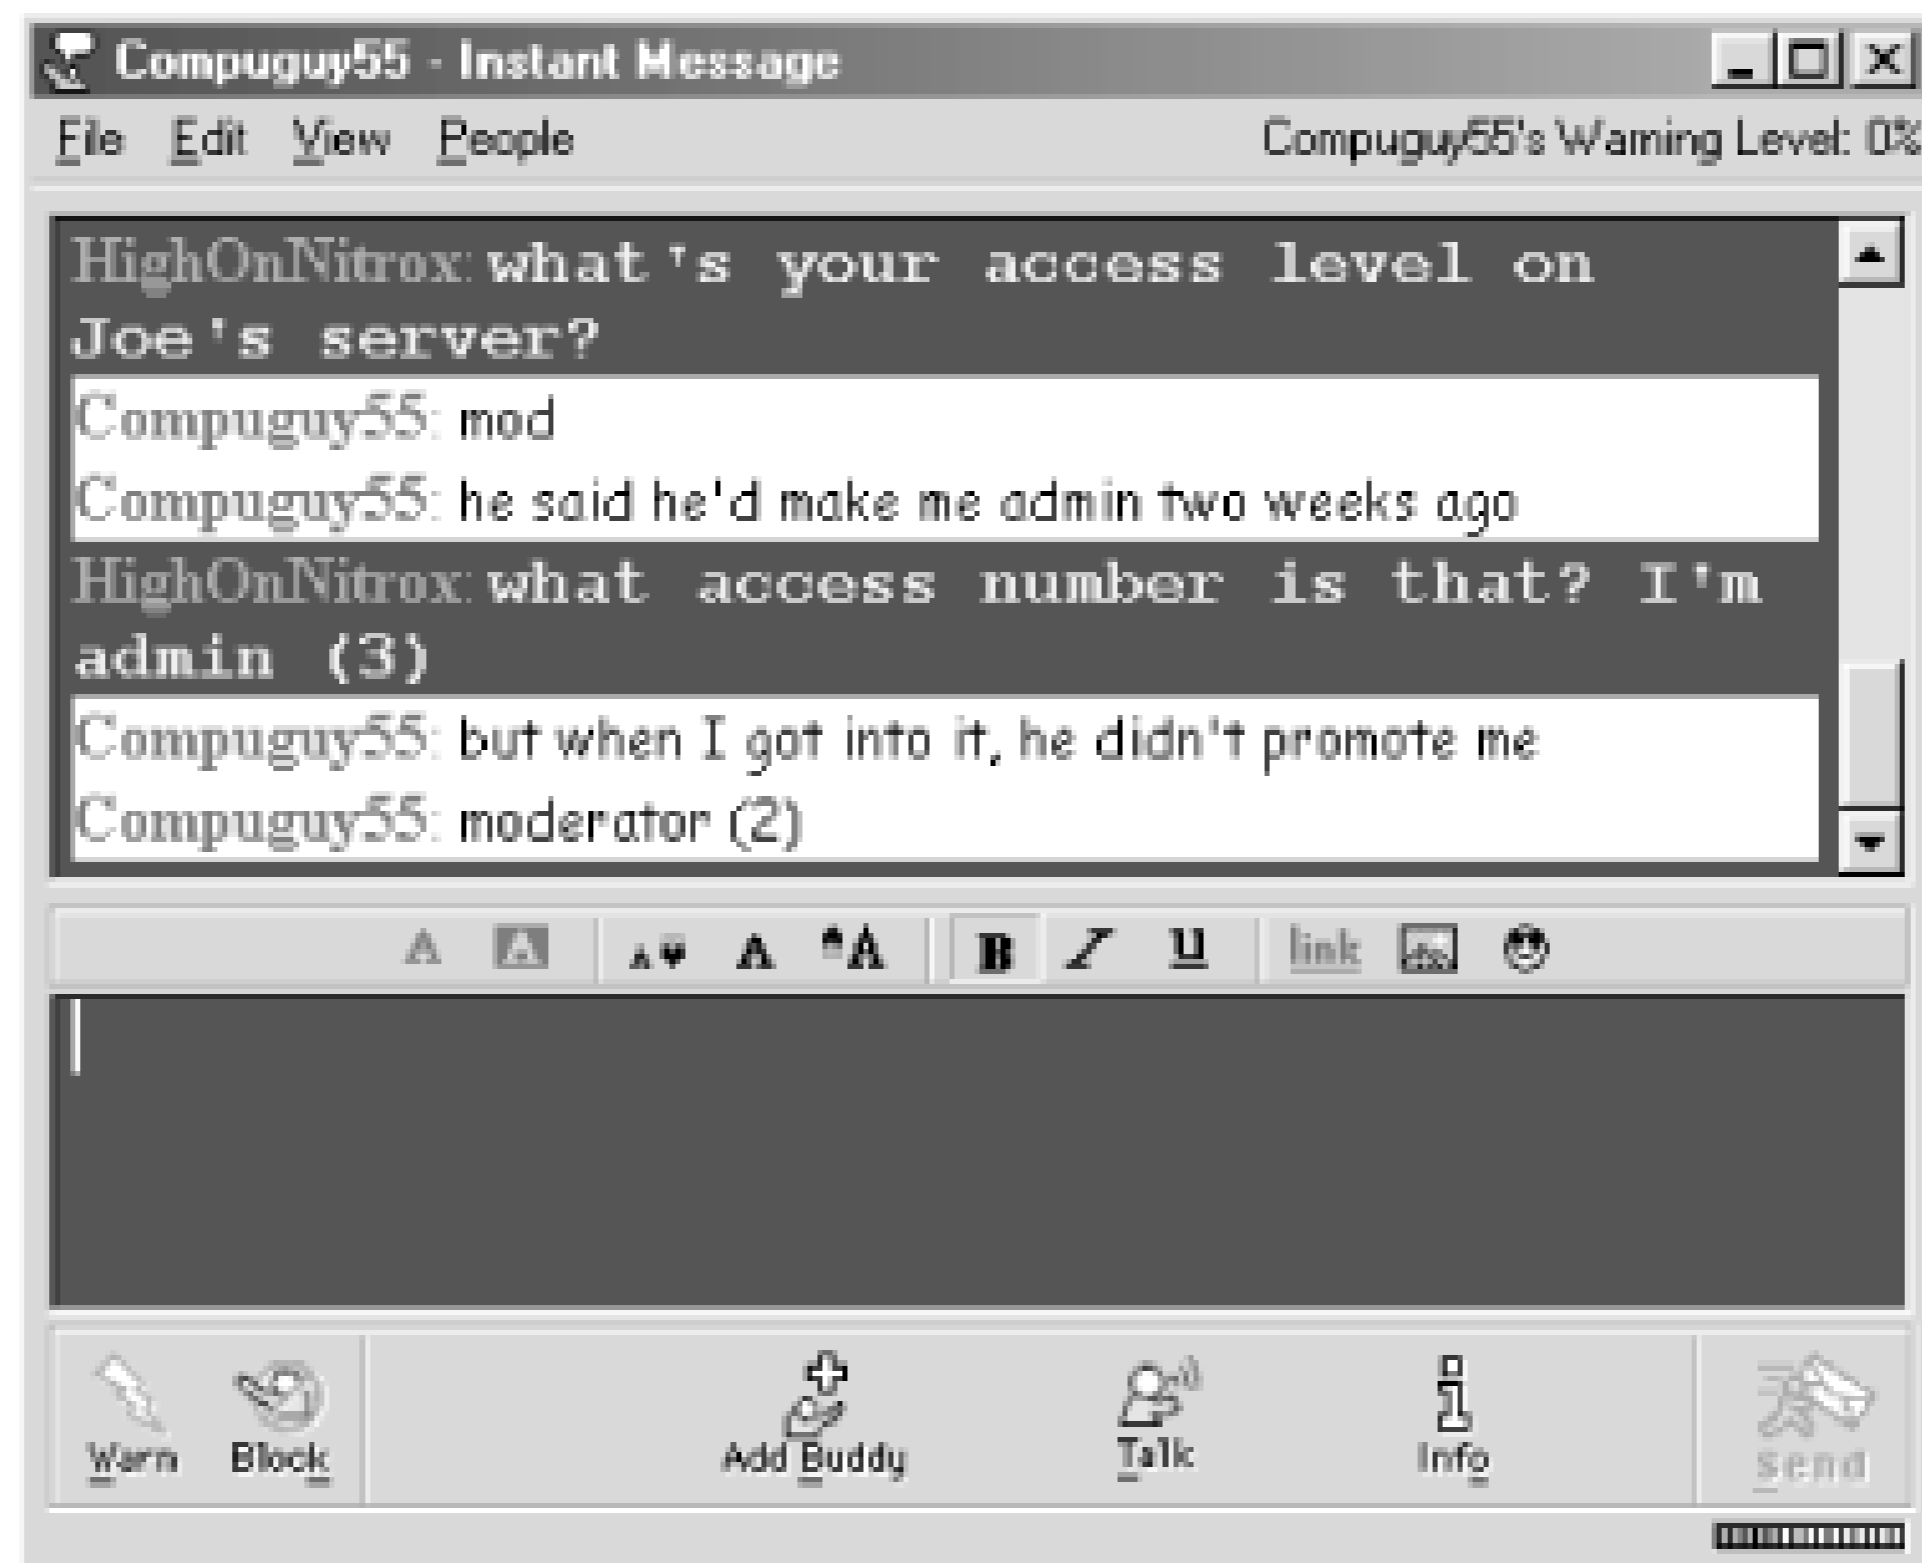 Compuguy55 - Instant Message
File Edit View People Compuguy55's Warning Level: 0%
HighOnNitrox: what's your access level on
Joe's server?
Compuguy55: mod
Compuguy55: he said he'd make me admin two weeks ago
HighOnNitrox: what access number is that? I'm
admin (3)
Compuguy55: but when I got into it, he didn't promote me
Compuguy55: moderator (2)
A A A A A B I U link
Warn Block Add Buddy Talk Info Send